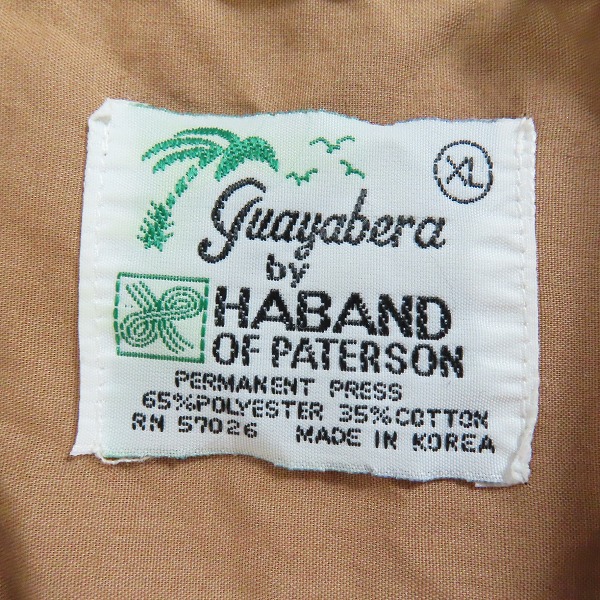 XL
Guayabera
by
HABAND
OF PATERSON
PERMANENT PRESS
65%POLYESTER 35%COTTON
RN 57026 MADE IN KOREA